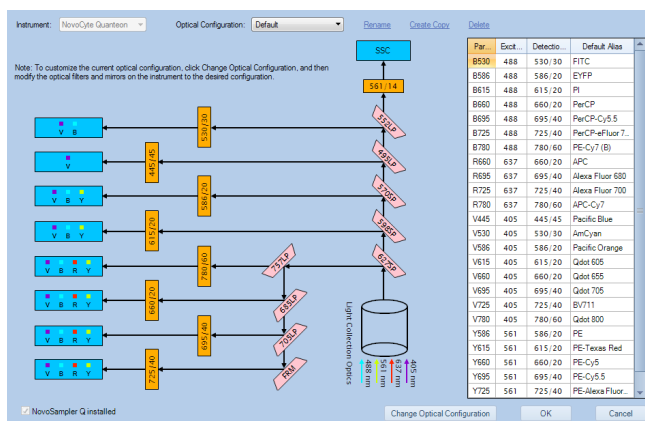 Instrument: NovoCyte Quanteon Optical Configuration: Default Rename Create Copy Delete
Note: To customize the current optical configuration, click Change Optical Configuration, and then
modify the optical filters and mirrors on the instrument to the desired configuration.
SSC
561/14
552LP
530/30
V B
495LP
445/45
V
570SP
586/20
V B Y
598SP
615/20
V B Y
627SP
757LP
780/60
V B R Y
685LP
660/20
V B R Y
705LP
695/40
V B R Y
FRM
725/40
V B R Y
Light Collection Optics
488 nm
561 nm
637 nm
405 nm
Par... Excit... Detectio... Default Alias
B530 488 530/30 FITC
B586 488 586/20 EYFP
B615 488 615/20 PI
B660 488 660/20 PerCP
B695 488 695/40 PerCP-Cy5.5
B725 488 725/40 PerCP-eFluor 7..
B780 488 780/60 PE-Cy7 (B)
R660 637 660/20 APC
R695 637 695/40 Alexa Fluor 680
R725 637 725/40 Alexa Fluor 700
R780 637 780/60 APC-Cy7
V445 405 445/45 Pacific Blue
V530 405 530/30 AmCyan
V586 405 586/20 Pacific Orange
V615 405 615/20 Qdot 605
V660 405 660/20 Qdot 655
V695 405 695/40 Qdot 705
V725 405 725/40 BV711
V780 405 780/60 Qdot 800
Y586 561 586/20 PE
Y615 561 615/20 PE-Texas Red
Y660 561 660/20 PE-Cy5
Y695 561 695/40 PE-Cy5.5
Y725 561 725/40 PE-Alexa Fluor...
NovoSampler Q installed
Change Optical Configuration OK Cancel